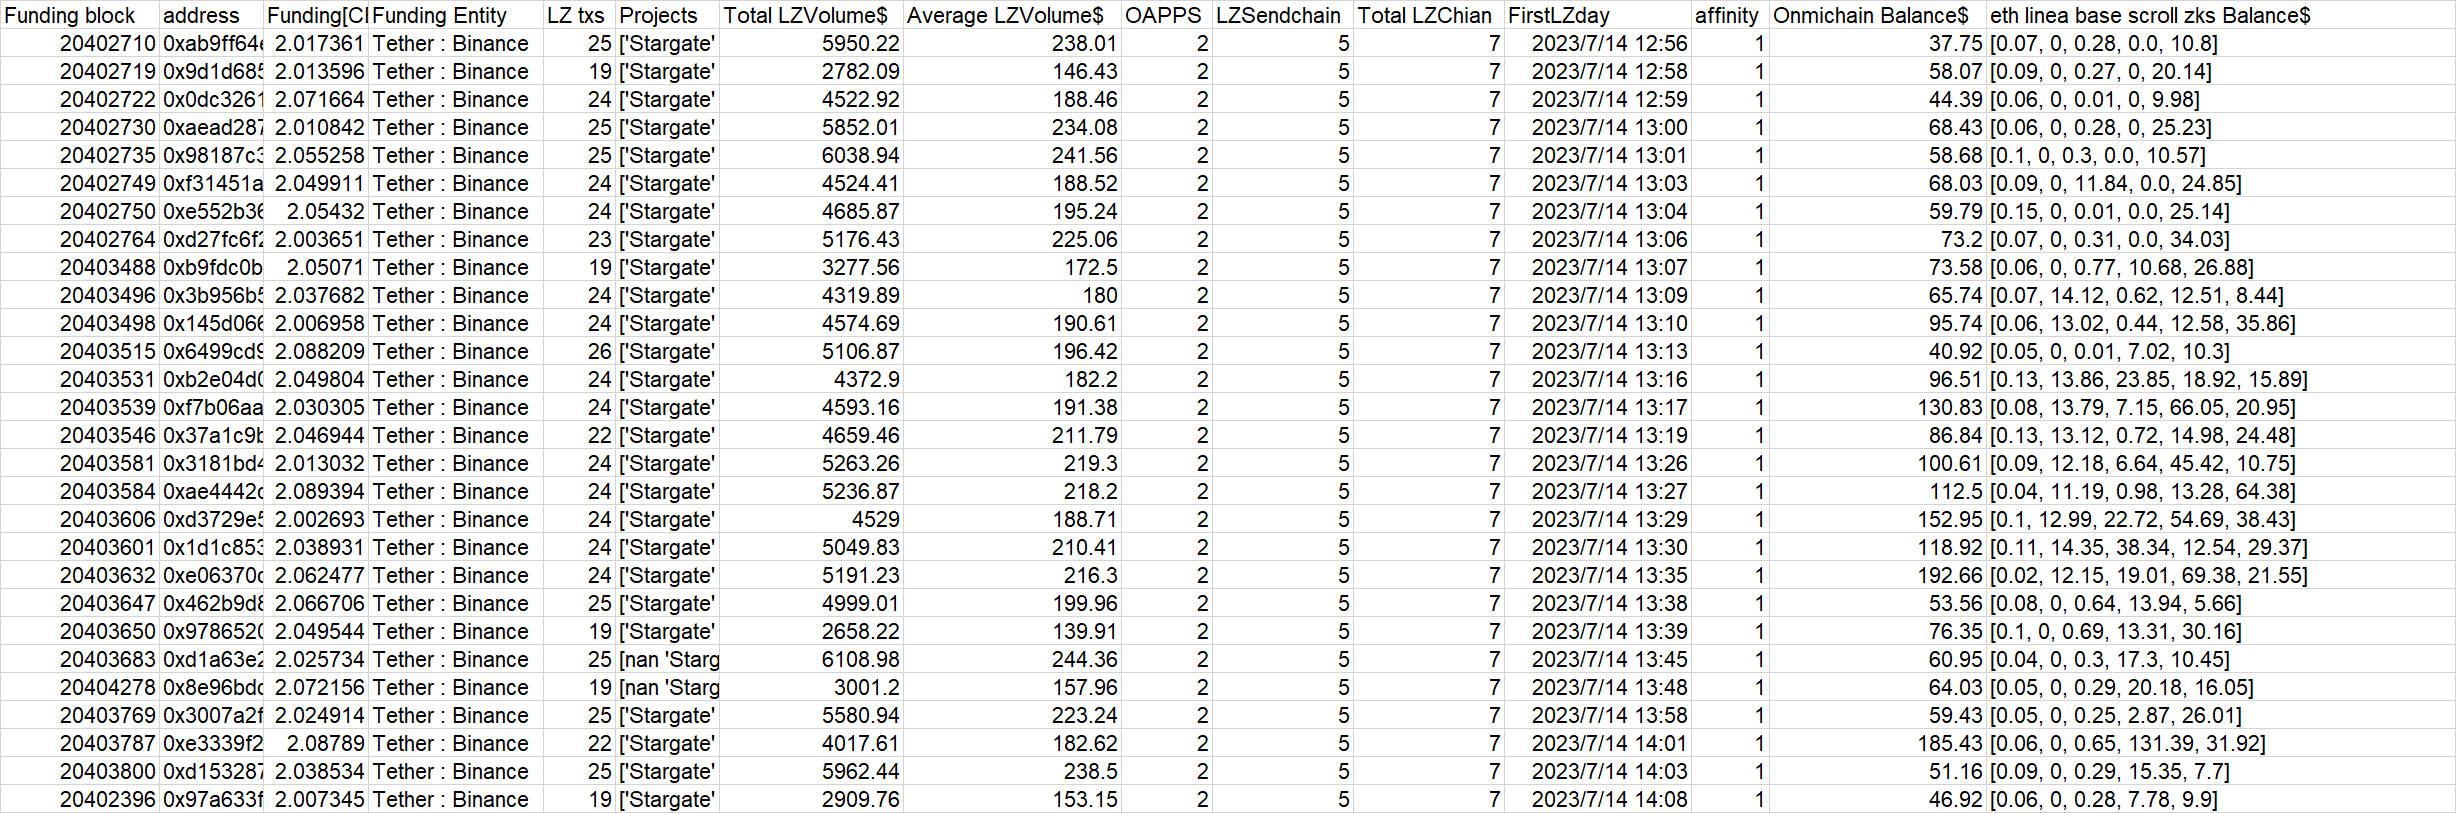 Funding block address Funding[Cl Funding Entity LZ txs Projects Total LZVolume$ Average LZVolume$ OAPPS LZSendchain Total LZChian FirstLZday affinity Onmichain Balance$ eth linea base scroll zks Balance$
20402710 0xab9ff64e 2.017361 Tether : Binance 25 ['Stargate' 5950.22 238.01 2 5 7 2023/7/14 12:56 1 37.75 [0.07, 0, 0.28, 0.0, 10.8]
20402719 0x9d1d685 2.013596 Tether : Binance 19 ['Stargate' 2782.09 146.43 2 5 7 2023/7/14 12:58 1 58.07 [0.09, 0, 0.27, 0, 20.14]
20402722 0x0dc3261 2.071664 Tether : Binance 24 ['Stargate' 4522.92 188.46 2 5 7 2023/7/14 12:59 1 44.39 [0.06, 0, 0.01, 0, 9.98]
20402730 0xaead287 2.010842 Tether : Binance 25 ['Stargate' 5852.01 234.08 2 5 7 2023/7/14 13:00 1 68.43 [0.06, 0, 0.28, 0, 25.23]
20402735 0x98187c3 2.055258 Tether : Binance 25 ['Stargate' 6038.94 241.56 2 5 7 2023/7/14 13:01 1 58.68 [0.1, 0, 0.3, 0.0, 10.57]
20402749 0xf31451a 2.049911 Tether : Binance 24 ['Stargate' 4524.41 188.52 2 5 7 2023/7/14 13:03 1 68.03 [0.09, 0, 11.84, 0.0, 24.85]
20402750 0xe552b36 2.05432 Tether : Binance 24 ['Stargate' 4685.87 195.24 2 5 7 2023/7/14 13:04 1 59.79 [0.15, 0, 0.01, 0.0, 25.14]
20402764 0xd27fc6f2 2.003651 Tether : Binance 23 ['Stargate' 5176.43 225.06 2 5 7 2023/7/14 13:06 1 73.2 [0.07, 0, 0.31, 0.0, 34.03]
20403488 0xb9fdc0b 2.05071 Tether : Binance 19 ['Stargate' 3277.56 172.5 2 5 7 2023/7/14 13:07 1 73.58 [0.06, 0, 0.77, 10.68, 26.88]
20403496 0x3b956b5 2.037682 Tether : Binance 24 ['Stargate' 4319.89 180 2 5 7 2023/7/14 13:09 1 65.74 [0.07, 14.12, 0.62, 12.51, 8.44]
20403498 0x145d066 2.006958 Tether : Binance 24 ['Stargate' 4574.69 190.61 2 5 7 2023/7/14 13:10 1 95.74 [0.06, 13.02, 0.44, 12.58, 35.86]
20403515 0x6499cd9 2.088209 Tether : Binance 26 ['Stargate' 5106.87 196.42 2 5 7 2023/7/14 13:13 1 40.92 [0.05, 0, 0.01, 7.02, 10.3]
20403531 0xb2e04d0 2.049804 Tether : Binance 24 ['Stargate' 4372.9 182.2 2 5 7 2023/7/14 13:16 1 96.51 [0.13, 13.86, 23.85, 18.92, 15.89]
20403539 0xf7b06aa 2.030305 Tether : Binance 24 ['Stargate' 4593.16 191.38 2 5 7 2023/7/14 13:17 1 130.83 [0.08, 13.79, 7.15, 66.05, 20.95]
20403546 0x37a1c9b 2.046944 Tether : Binance 22 ['Stargate' 4659.46 211.79 2 5 7 2023/7/14 13:19 1 86.84 [0.13, 13.12, 0.72, 14.98, 24.48]
20403581 0x3181bd4 2.013032 Tether : Binance 24 ['Stargate' 5263.26 219.3 2 5 7 2023/7/14 13:26 1 100.61 [0.09, 12.18, 6.64, 45.42, 10.75]
20403584 0xae4442c 2.089394 Tether : Binance 24 ['Stargate' 5236.87 218.2 2 5 7 2023/7/14 13:27 1 112.5 [0.04, 11.19, 0.98, 13.28, 64.38]
20403606 0xd3729e5 2.002693 Tether : Binance 24 ['Stargate' 4529 188.71 2 5 7 2023/7/14 13:29 1 152.95 [0.1, 12.99, 22.72, 54.69, 38.43]
20403601 0x1d1c853 2.038931 Tether : Binance 24 ['Stargate' 5049.83 210.41 2 5 7 2023/7/14 13:30 1 118.92 [0.11, 14.35, 38.34, 12.54, 29.37]
20403632 0xe06370c 2.062477 Tether : Binance 24 ['Stargate' 5191.23 216.3 2 5 7 2023/7/14 13:35 1 192.66 [0.02, 12.15, 19.01, 69.38, 21.55]
20403647 0x462b9d8 2.066706 Tether : Binance 25 ['Stargate' 4999.01 199.96 2 5 7 2023/7/14 13:38 1 53.56 [0.08, 0, 0.64, 13.94, 5.66]
20403650 0x9786520 2.049544 Tether : Binance 19 ['Stargate' 2658.22 139.91 2 5 7 2023/7/14 13:39 1 76.35 [0.1, 0, 0.69, 13.31, 30.16]
20403683 0xd1a63e2 2.025734 Tether : Binance 25 [nan 'Starg 6108.98 244.36 2 5 7 2023/7/14 13:45 1 60.95 [0.04, 0, 0.3, 17.3, 10.45]
20404278 0x8e96bdc 2.072156 Tether : Binance 19 [nan 'Starg 3001.2 157.96 2 5 7 2023/7/14 13:48 1 64.03 [0.05, 0, 0.29, 20.18, 16.05]
20403769 0x3007a2f 2.024914 Tether : Binance 25 ['Stargate' 5580.94 223.24 2 5 7 2023/7/14 13:58 1 59.43 [0.05, 0, 0.25, 2.87, 26.01]
20403787 0xe3339f2 2.08789 Tether : Binance 22 ['Stargate' 4017.61 182.62 2 5 7 2023/7/14 14:01 1 185.43 [0.06, 0, 0.65, 131.39, 31.92]
20403800 0xd153287 2.038534 Tether : Binance 25 ['Stargate' 5962.44 238.5 2 5 7 2023/7/14 14:03 1 51.16 [0.09, 0, 0.29, 15.35, 7.7]
20402396 0x97a633f 2.007345 Tether : Binance 19 ['Stargate' 2909.76 153.15 2 5 7 2023/7/14 14:08 1 46.92 [0.06, 0, 0.28, 7.78, 9.9]